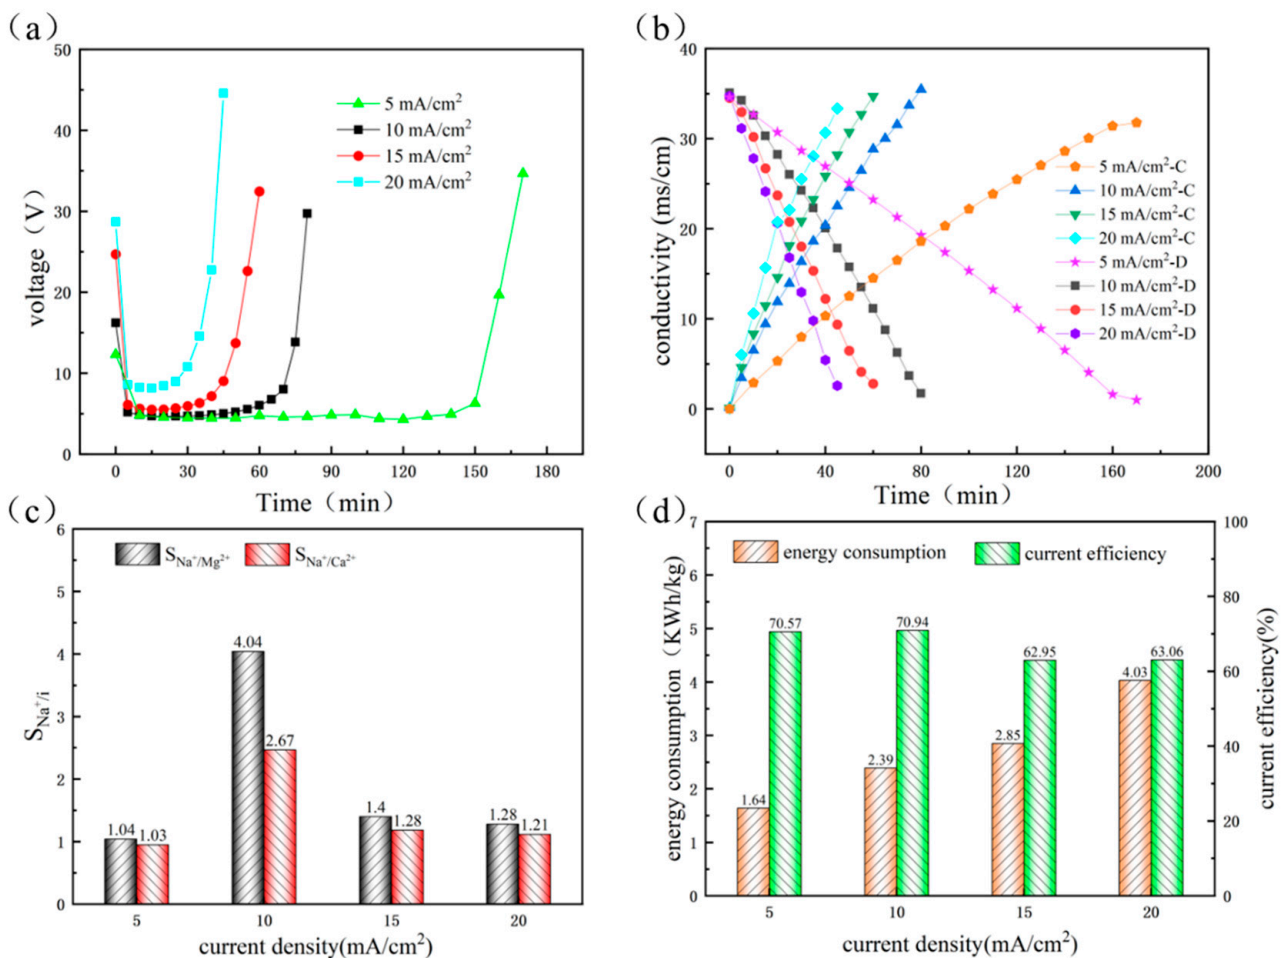 (a)
50
40
30
20
10
0
voltage（V）
5 mA/cm²
10 mA/cm²
15 mA/cm²
20 mA/cm²
0 30 60 90 120 150 180
Time（min）
(b)
40
30
20
10
0
conductivity (ms/cm)
5 mA/cm²-C
10 mA/cm²-C
15 mA/cm²-C
20 mA/cm²-C
5 mA/cm²-D
10 mA/cm²-D
15 mA/cm²-D
20 mA/cm²-D
0 40 80 120 160 200
Time（min）
(c)
6
5
4
3
2
1
0
S_Na⁺/i
S_Na⁺/Mg²⁺ S_Na⁺/Ca²⁺
1.04 1.03 4.04 2.67 1.4 1.28 1.28 1.21
5 10 15 20
current density(mA/cm²)
(d)
7
6
5
4
3
2
1
0
energy consumption（KWh/kg）
energy consumption current efficiency
1.64 70.57 2.39 70.94 2.85 62.95 4.03 63.06
5 10 15 20
current density(mA/cm²)
100
80
60
40
20
0
current efficiency(%)